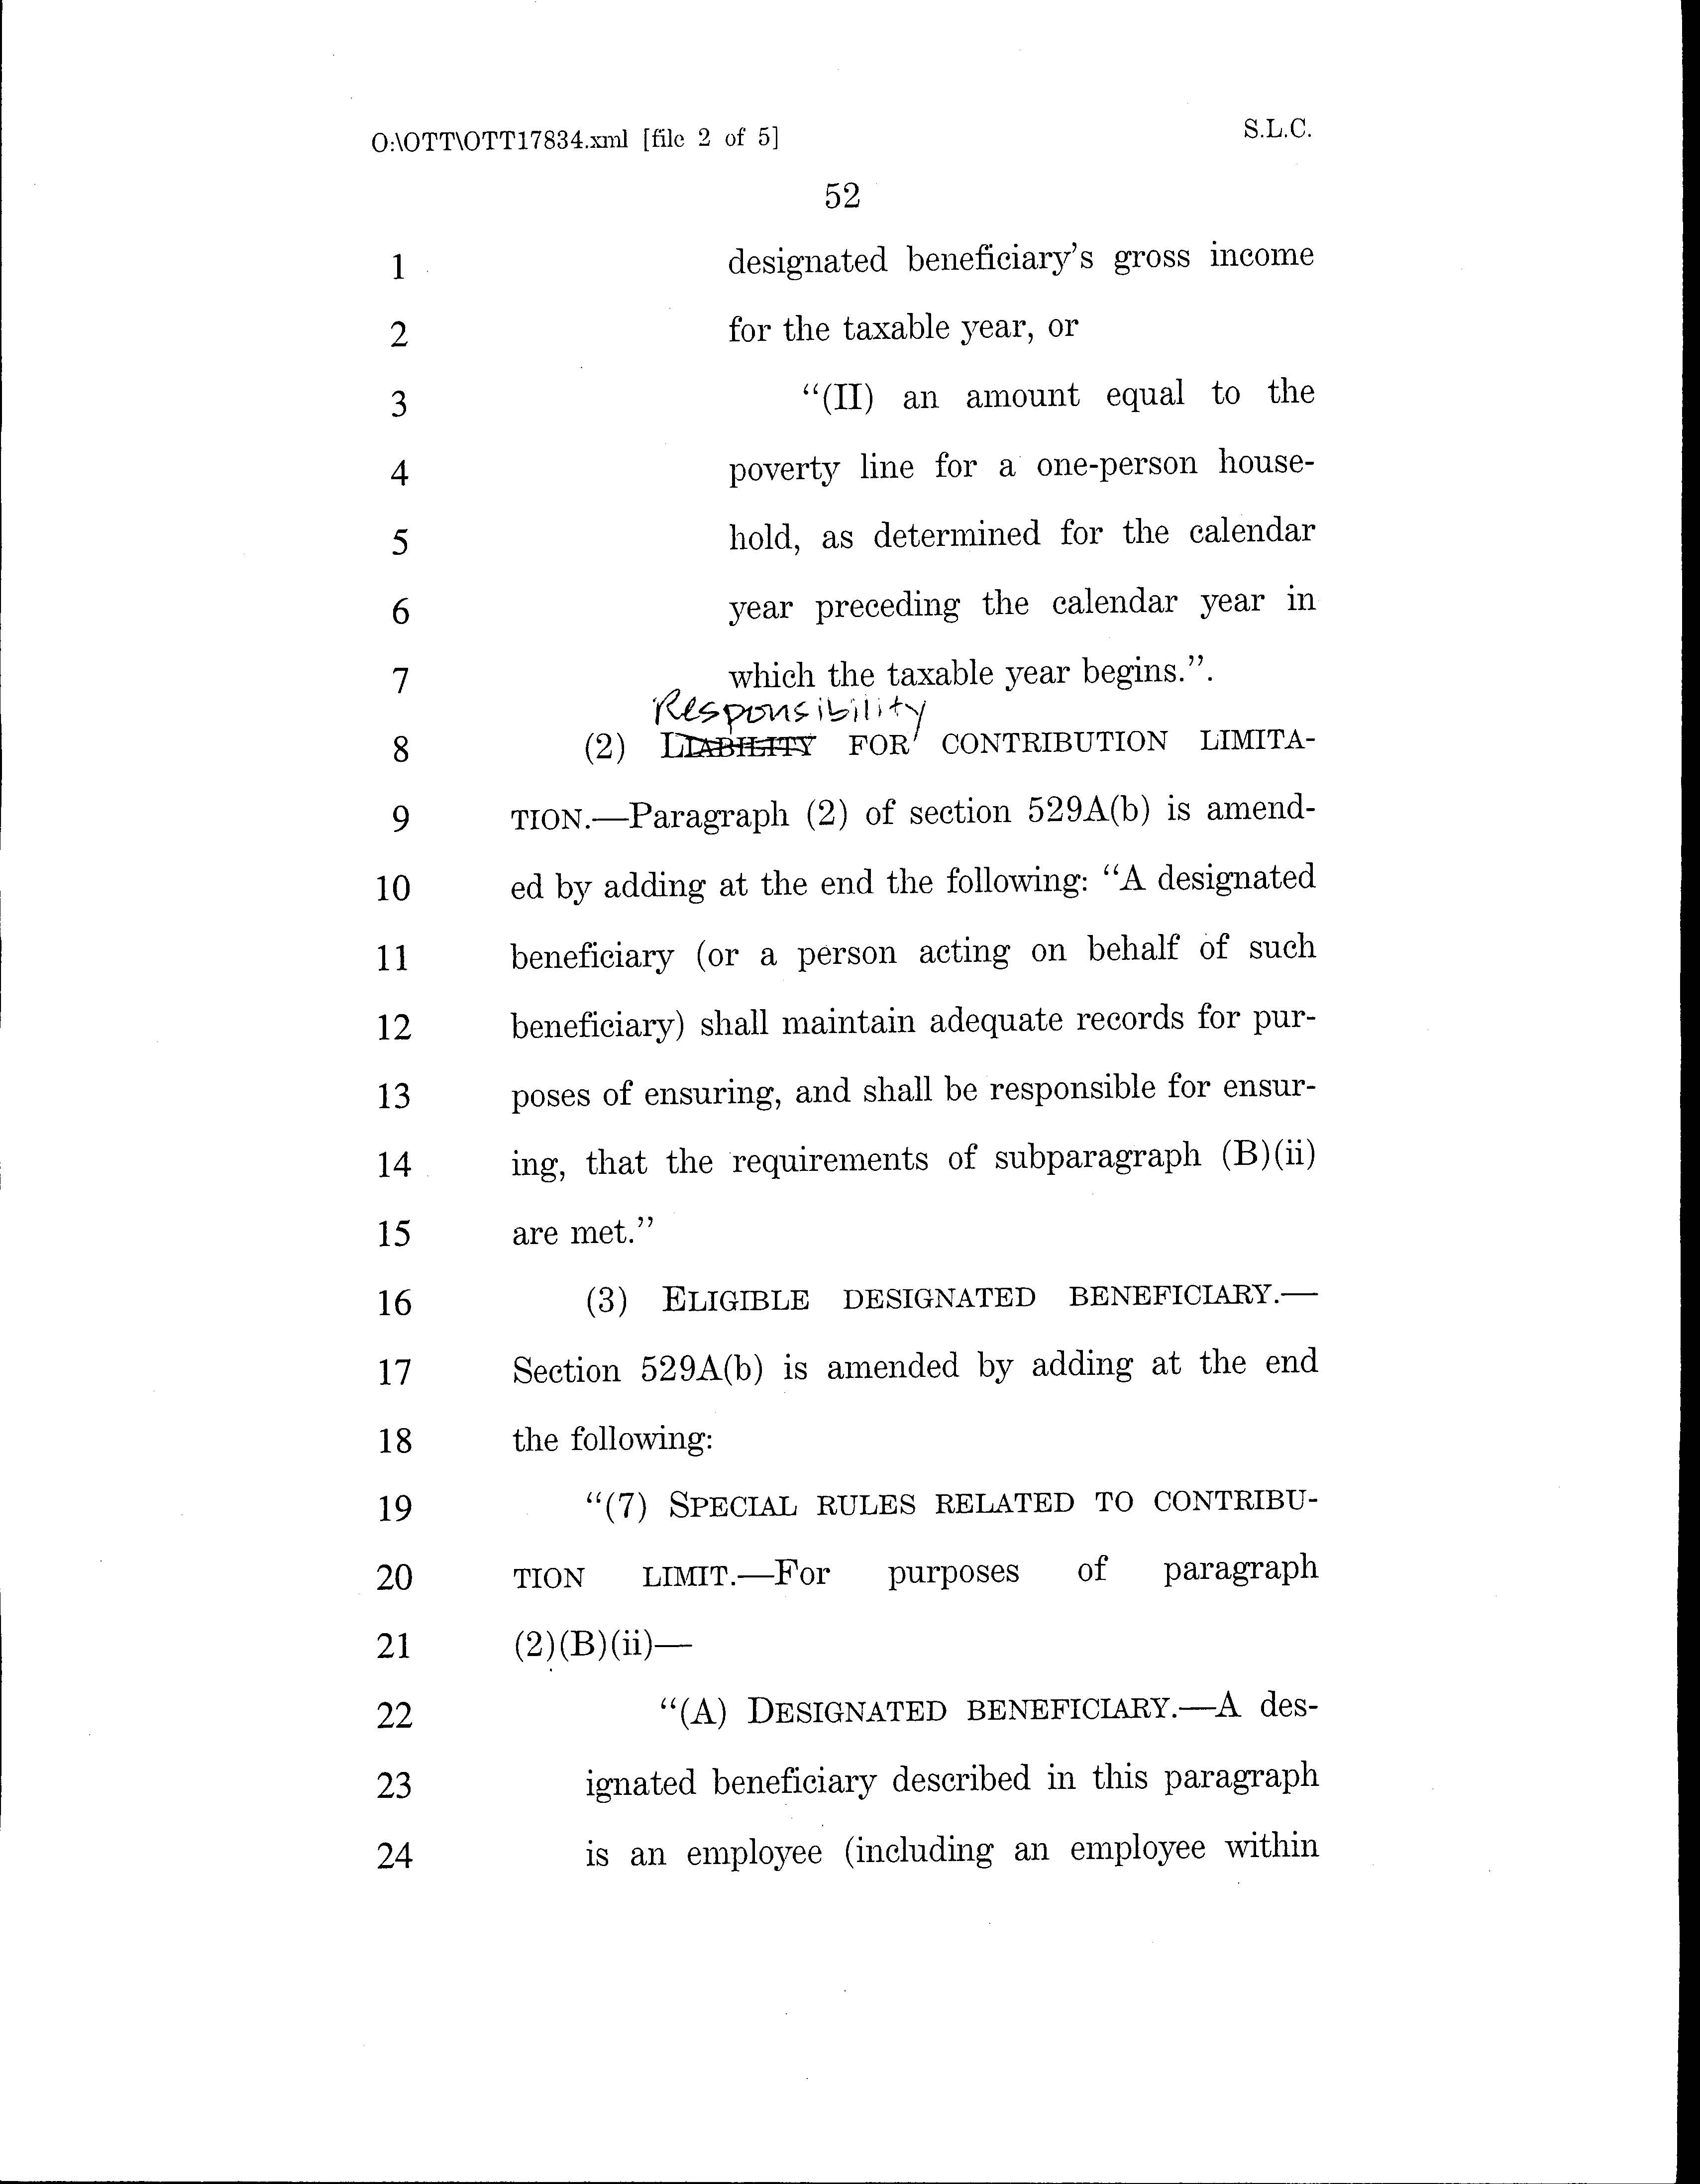 O:\OTT\OTT17834.xml [file 2 of 5]
S.L.C.
52
1 designated beneficiary's gross income
2 for the taxable year, or
3 “(II) an amount equal to the
4 poverty line for a one-person house-
5 hold, as determined for the calendar
6 year preceding the calendar year in
7 which the taxable year begins.”.
Responsibility
8 (2) LIABILITY FOR CONTRIBUTION LIMITA-
9 TION.—Paragraph (2) of section 529A(b) is amend-
10 ed by adding at the end the following: “A designated
11 beneficiary (or a person acting on behalf of such
12 beneficiary) shall maintain adequate records for pur-
13 poses of ensuring, and shall be responsible for ensur-
14 ing, that the requirements of subparagraph (B)(ii)
15 are met.”
16 (3) ELIGIBLE DESIGNATED BENEFICIARY.—
17 Section 529A(b) is amended by adding at the end
18 the following:
19 “(7) SPECIAL RULES RELATED TO CONTRIBU-
20 TION LIMIT.—For purposes of paragraph
21 (2)(B)(ii)—
22 “(A) DESIGNATED BENEFICIARY.—A des-
23 ignated beneficiary described in this paragraph
24 is an employee (including an employee within